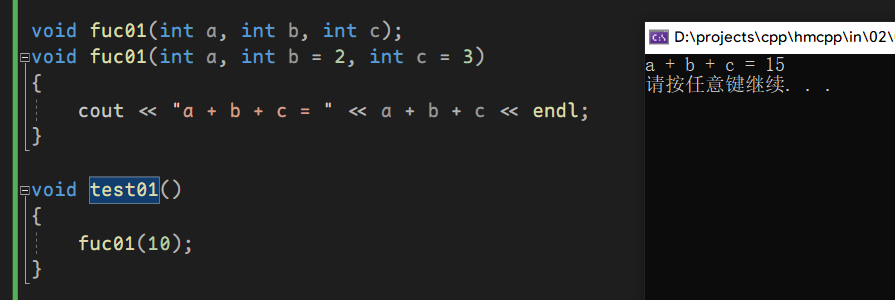 void fuc01(int a, int b, int c);
void fuc01(int a, int b = 2, int c = 3)
{
    cout << "a + b + c = " << a + b + c << endl;
}
void test01()
{
    fuc01(10);
}
D:\projects\cpp\hmcpp\in\02\
a + b + c = 15
请按任意键继续. . .